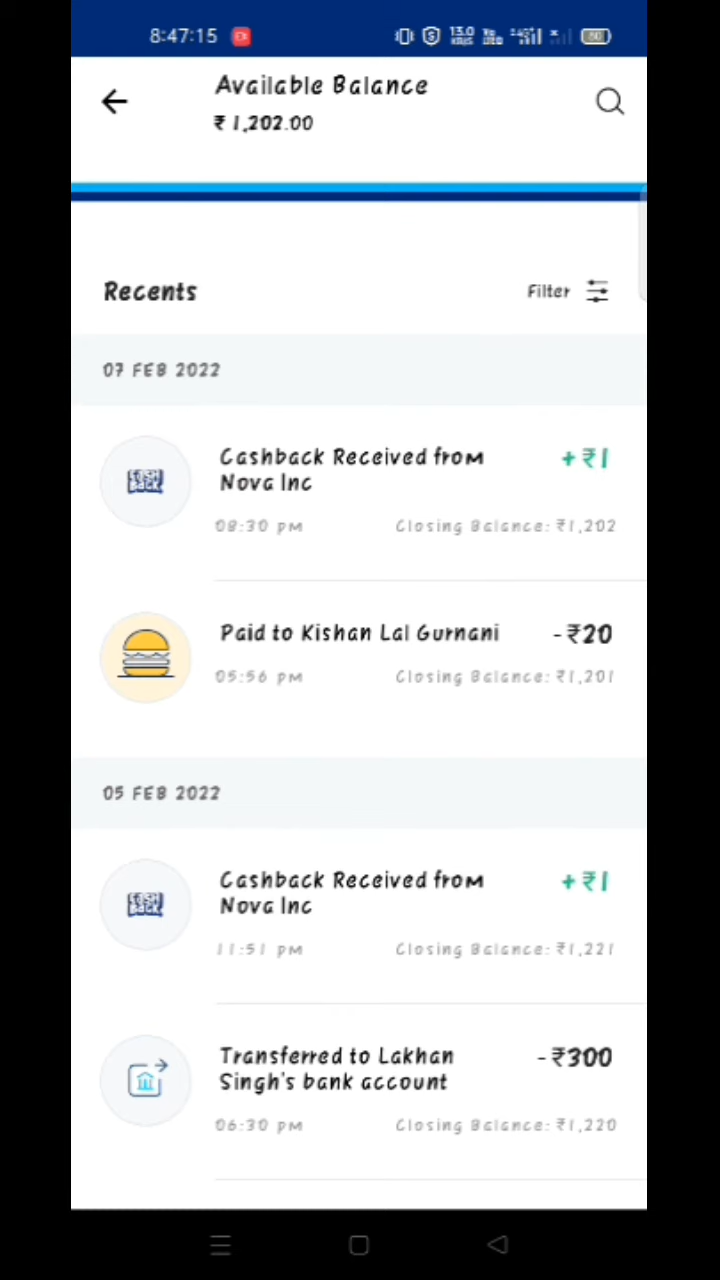 8:47:15
Available Balance
₹ 1,202.00
Recents
Filter
07 FEB 2022
Cashback Received from
Nova Inc
+₹1
08:30 PM
Closing Balance: ₹1,202
Paid to Kishan Lal Gurnani
-₹20
05:56 PM
Closing Balance: ₹1,201
05 FEB 2022
Cashback Received from
Nova Inc
+₹1
11:51 PM
Closing Balance: ₹1,221
Transferred to Lakhan
Singh's bank account
-₹300
06:30 PM
Closing Balance: ₹1,220